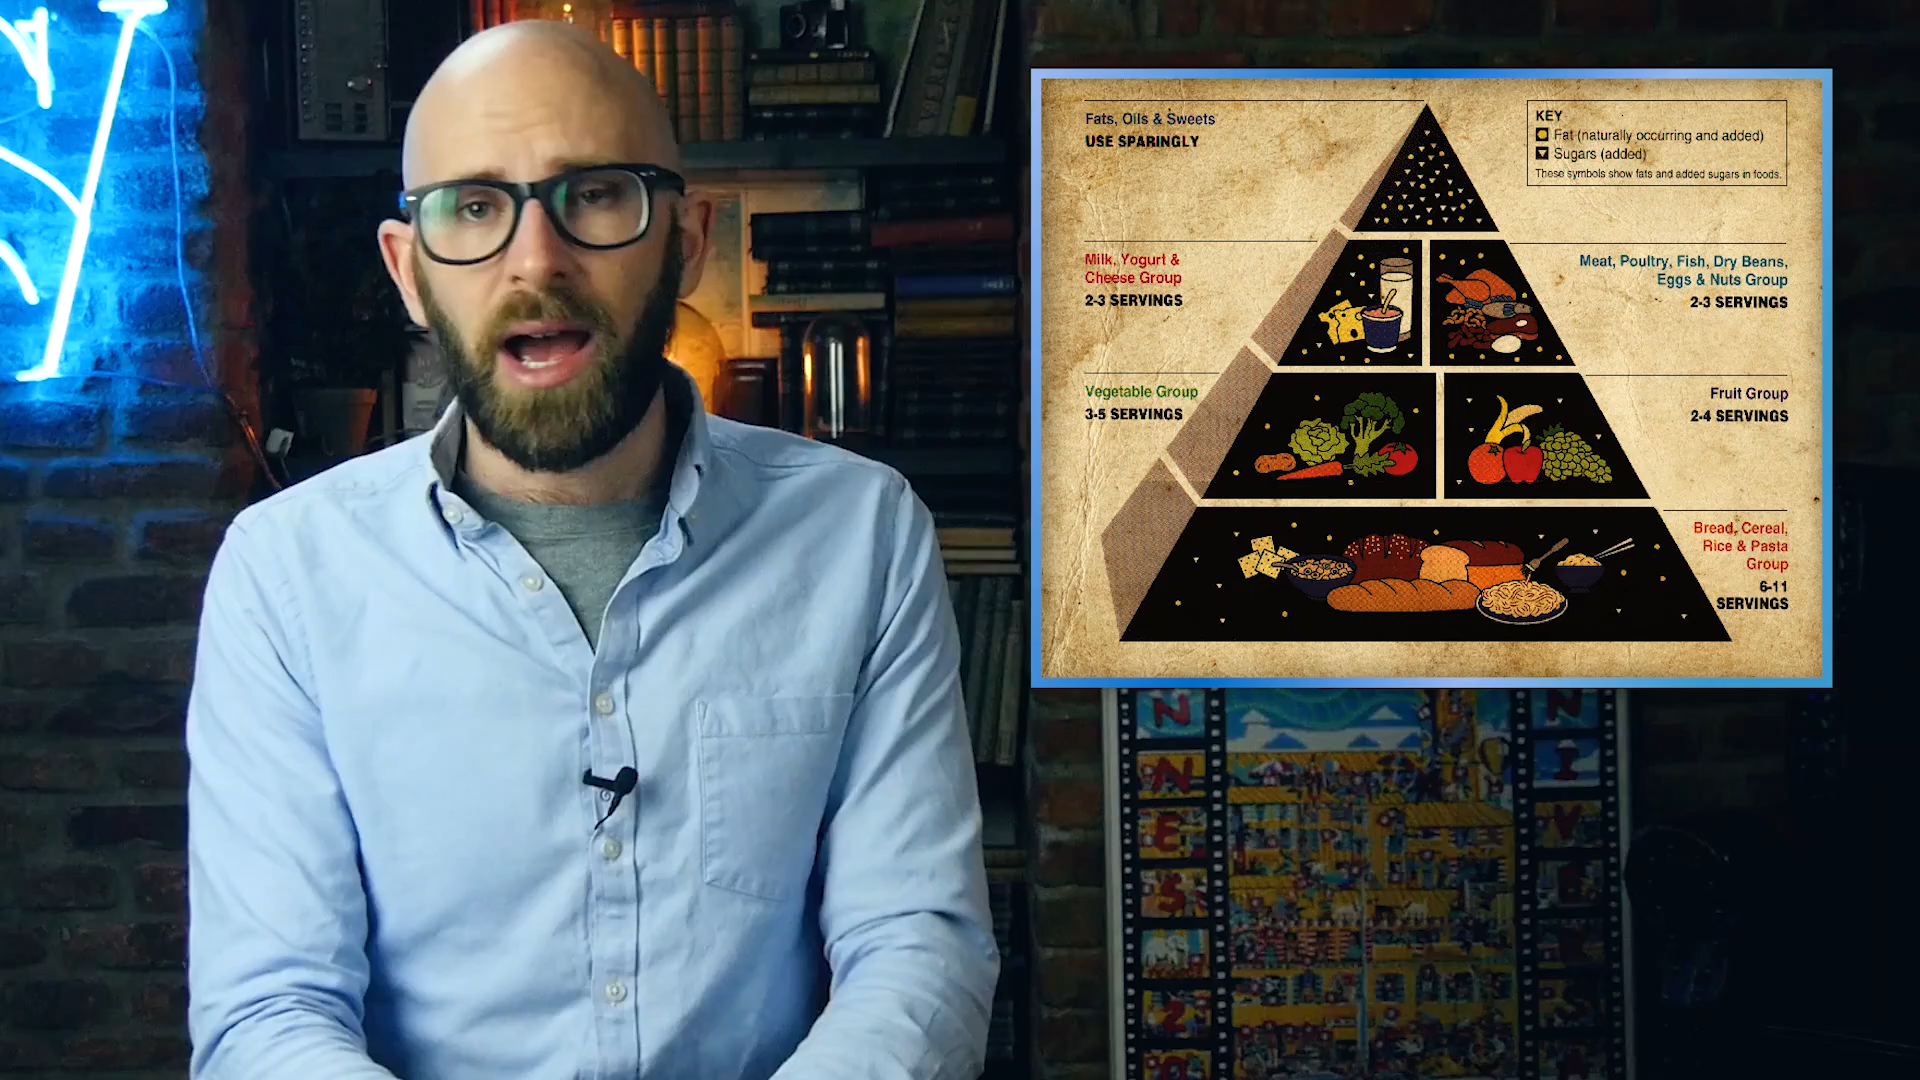 Fats, Oils & Sweets
USE SPARINGLY
KEY
Fat (naturally occurring and added)
Sugars (added)
These symbols show fats and added sugars in foods.
Milk, Yogurt &
Cheese Group
2-3 SERVINGS
Meat, Poultry, Fish, Dry Beans,
Eggs & Nuts Group
2-3 SERVINGS
Vegetable Group
3-5 SERVINGS
Fruit Group
2-4 SERVINGS
Bread, Cereal,
Rice & Pasta
Group
6-11
SERVINGS